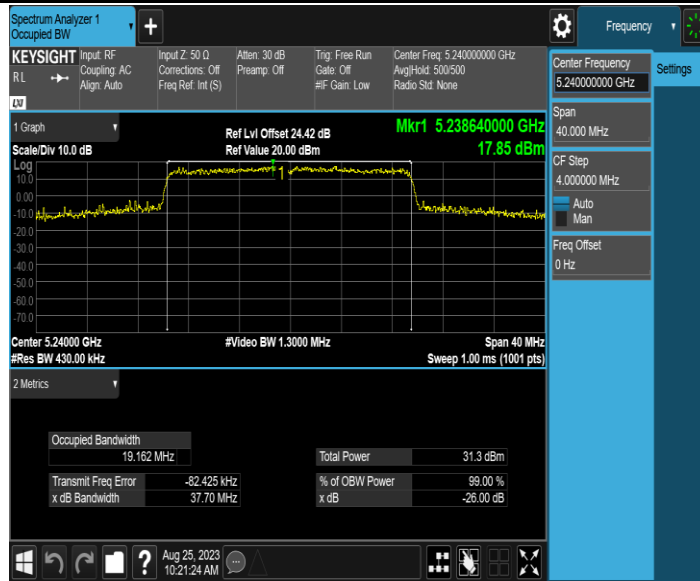 Spectrum Analyzer 1
Occupied BW
+
Frequency
KEYSIGHT
RL
LXI
Input: RF
Coupling: AC
Align: Auto
Input Z: 50 Ω
Corrections: Off
Freq Ref: Int (S)
Atten: 30 dB
Preamp: Off
Trig: Free Run
Gate: Off
#IF Gain: Low
Center Freq: 5.240000000 GHz
Avg|Hold: 500/500
Radio Std: None
Center Frequency
5.240000000 GHz
Settings
Span
40.000 MHz
CF Step
4.000000 MHz
Auto
Man
Freq Offset
0 Hz
1 Graph
Scale/Div 10.0 dB
Ref Lvl Offset 24.42 dB
Ref Value 20.00 dBm
Mkr1 5.238640000 GHz
17.85 dBm
Log
10.0
0.00
-10.0
-20.0
-30.0
-40.0
-50.0
-60.0
-70.0
1
Center 5.24000 GHz
#Res BW 430.00 kHz
#Video BW 1.3000 MHz
Span 40 MHz
Sweep 1.00 ms (1001 pts)
2 Metrics
Occupied Bandwidth
19.162 MHz
Total Power 31.3 dBm
Transmit Freq Error -82.425 kHz
% of OBW Power 99.00 %
x dB Bandwidth 37.70 MHz
x dB -26.00 dB
?
Aug 25, 2023
10:21:24 AM